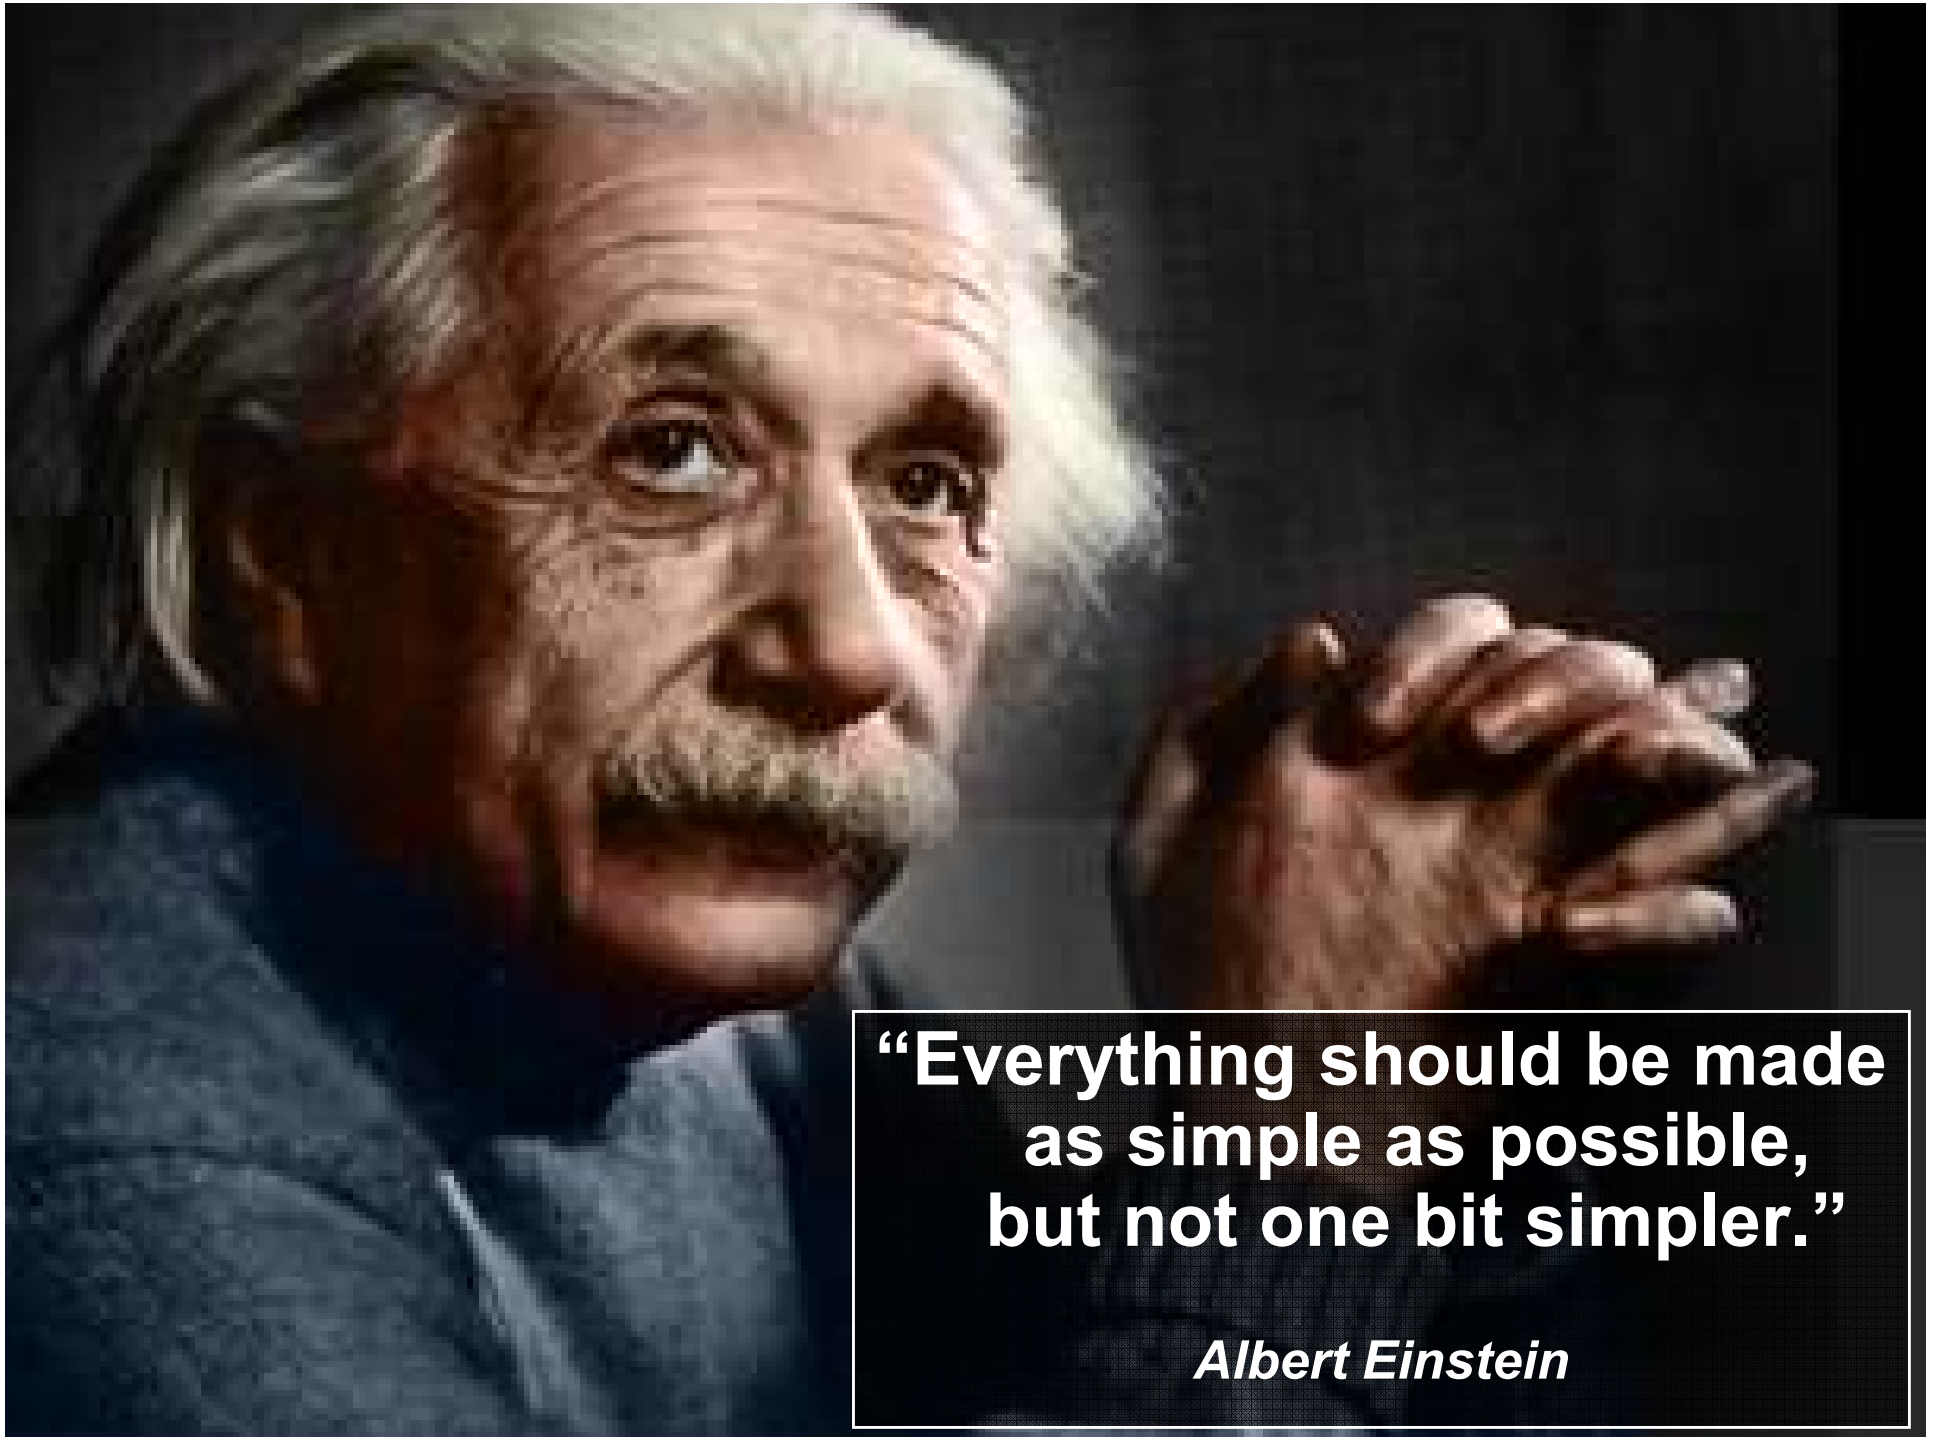 “Everything should be made
as simple as possible,
but not one bit simpler.”
Albert Einstein